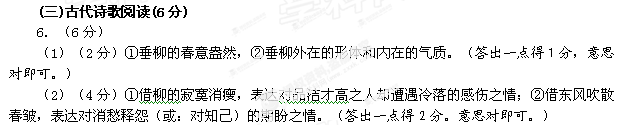 (三)古代诗歌阅读(6分)
6. (6分)
(1)(2分)①垂柳的春意盎然，②垂柳外在的形体和内在的气质。（答出一点得1分，意思
对即可。）
(2)(4分)①借柳的寂寞消瘦，表达对品洁才高之人却遭遇冷落的感伤之情；②借东风吹散
春皱，表达对消愁释怨（或：对知己）的期盼之情。（答出一点得2分。意思对即可。）